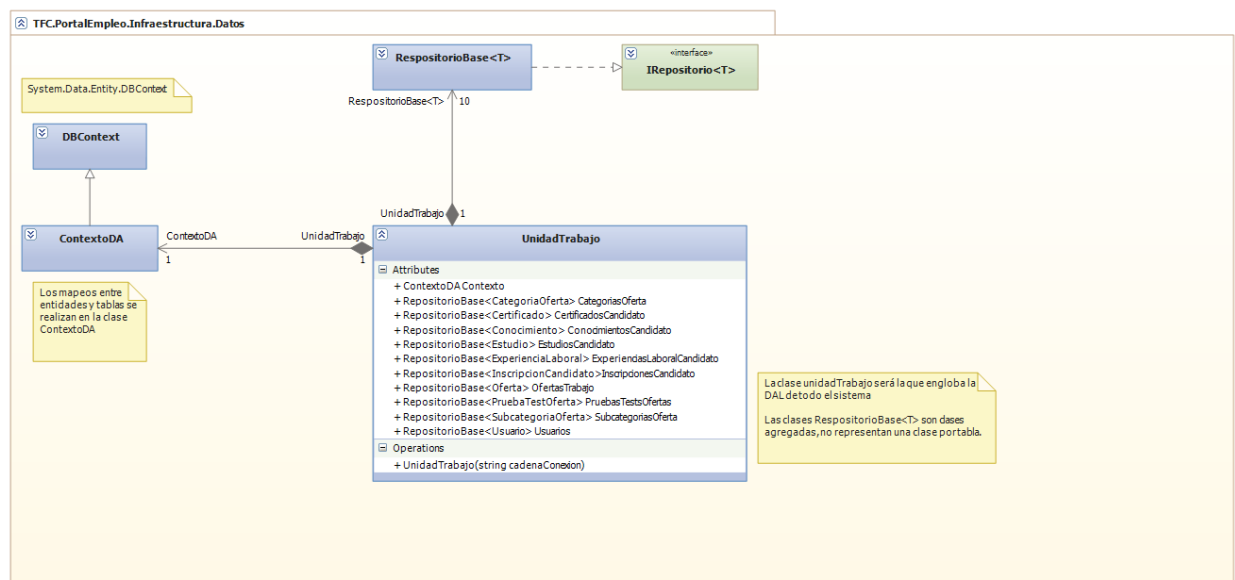 TFC.PortalEmpleo.Infraestructura.Datos
RespositorioBase<T>
«interface»
IRepositorio<T>
System.Data.Entity.DBContext
RespositorioBase<T>
10
DBContext
UnidadTrabajo
1
ContextoDA
ContextoDA
1
UnidadTrabajo
1
UnidadTrabajo
Attributes
+ ContextoDA Contexto
+ RepositorioBase<CategoriaOferta> CategoriasOferta
+ RepositorioBase<Certificado> CertificadosCandidato
+ RepositorioBase<Conocimiento> ConocimientosCandidato
+ RepositorioBase<Estudio> EstudiosCandidato
+ RepositorioBase<ExperienciaLaboral> ExperienciasLaboralCandidato
+ RepositorioBase<InscripcionCandidato>InscripcionesCandidato
+ RepositorioBase<Oferta> OfertasTrabajo
+ RepositorioBase<PruebaTestOferta> PruebasTestsOfertas
+ RepositorioBase<SubcategoriaOferta> SubcategoriasOferta
+ RepositorioBase<Usuario> Usuarios
Operations
+ UnidadTrabajo(string cadenaConexion)
Los mapeos entre
entidades y tablas se
realizan en la clase
ContextoDA
La clase unidadTrabajo será la que engloba la
DAL de todo el sistema
Las clases RespositorioBase<T> son clases
agregadas, no representan una clase portabla.